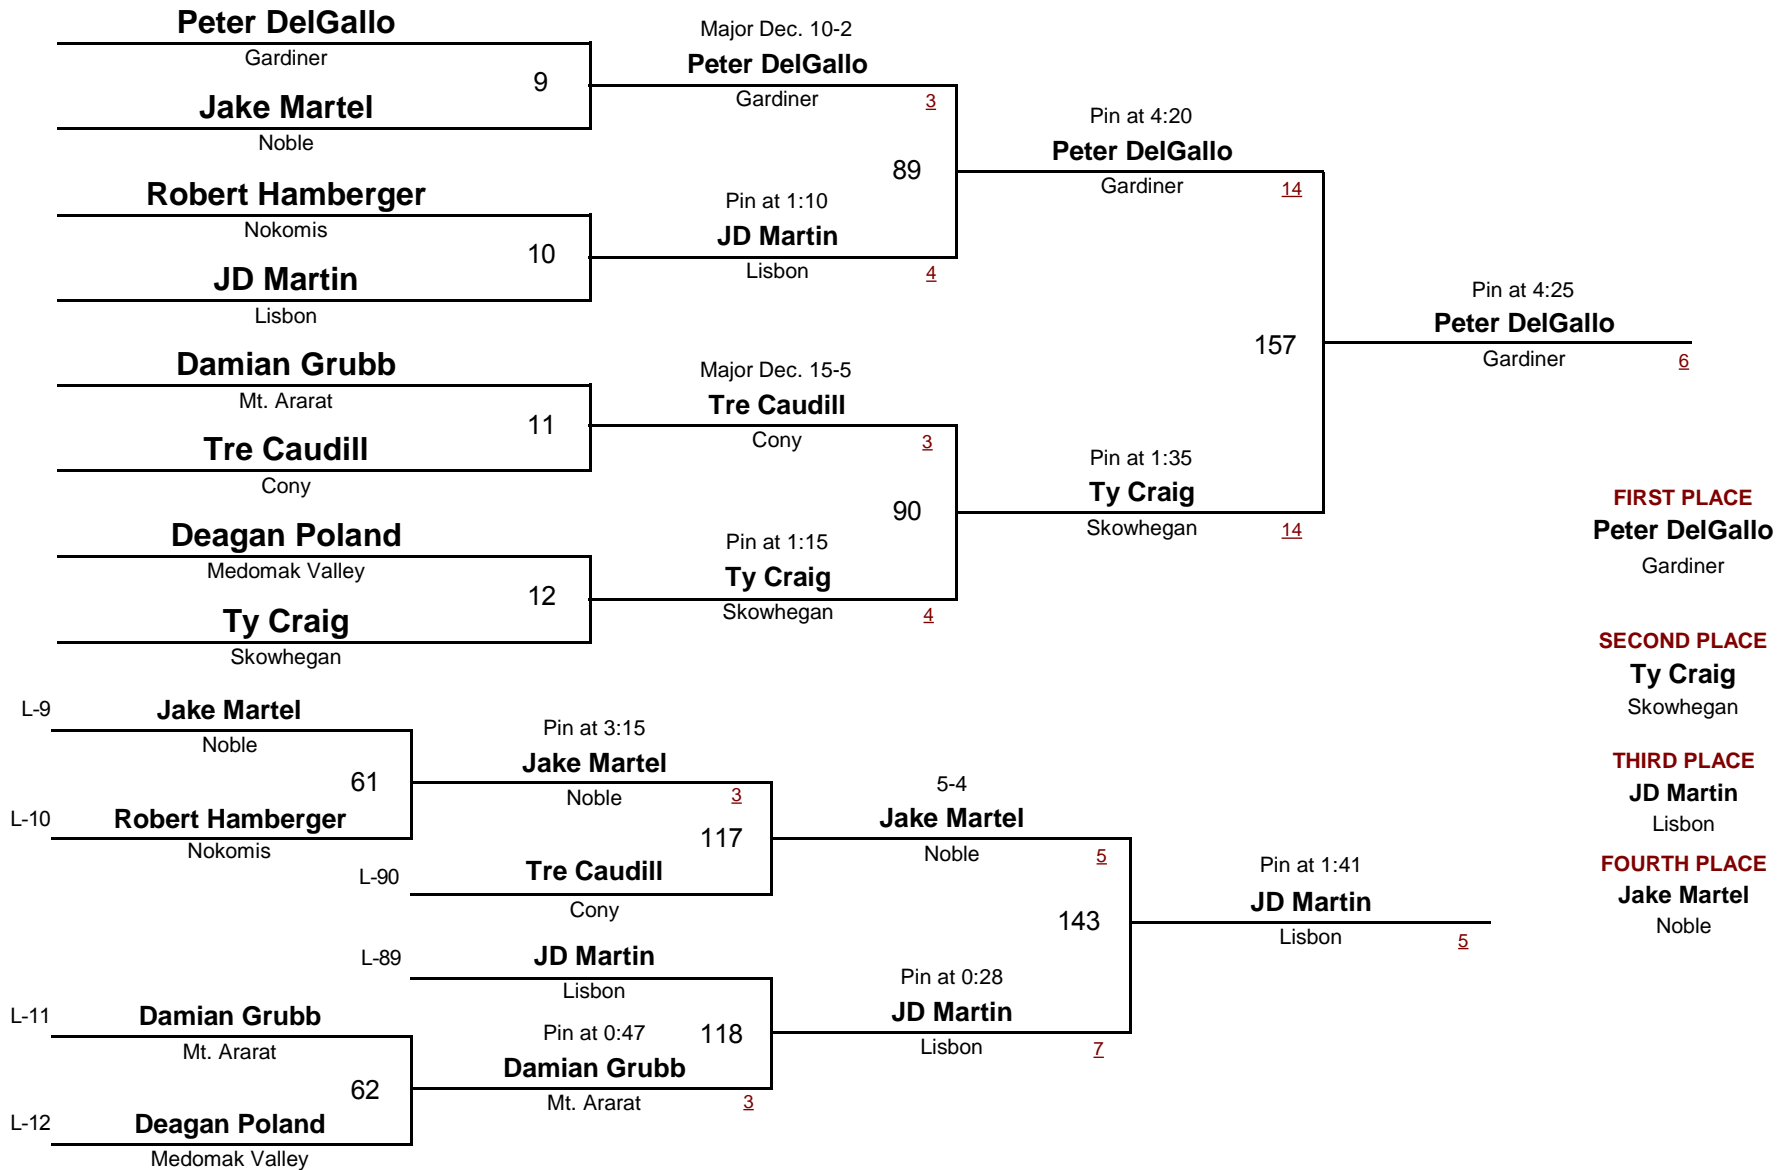 Peter DelGallo
Gardiner
9
Jake Martel
Noble
Major Dec. 10-2
Peter DelGallo
Gardiner
3
Robert Hamberger
Nokomis
10
JD Martin
Lisbon
Pin at 1:10
JD Martin
Lisbon
4
89
Pin at 4:20
Peter DelGallo
Gardiner
14
Damian Grubb
Mt. Ararat
11
Tre Caudill
Cony
Major Dec. 15-5
Tre Caudill
Cony
3
Deagan Poland
Medomak Valley
12
Ty Craig
Skowhegan
Pin at 1:15
Ty Craig
Skowhegan
4
90
Pin at 1:35
Ty Craig
Skowhegan
14
157
Pin at 4:25
Peter DelGallo
Gardiner
6
FIRST PLACE
Peter DelGallo
Gardiner
SECOND PLACE
Ty Craig
Skowhegan
THIRD PLACE
JD Martin
Lisbon
FOURTH PLACE
Jake Martel
Noble
L-9
Jake Martel
Noble
61
L-10
Robert Hamberger
Nokomis
Pin at 3:15
Jake Martel
Noble
3
117
L-90
Tre Caudill
Cony
5-4
Jake Martel
Noble
5
L-89
JD Martin
Lisbon
L-11
Damian Grubb
Mt. Ararat
62
L-12
Deagan Poland
Medomak Valley
Pin at 0:47
Damian Grubb
Mt. Ararat
3
118
Pin at 0:28
JD Martin
Lisbon
7
143
Pin at 1:41
JD Martin
Lisbon
5